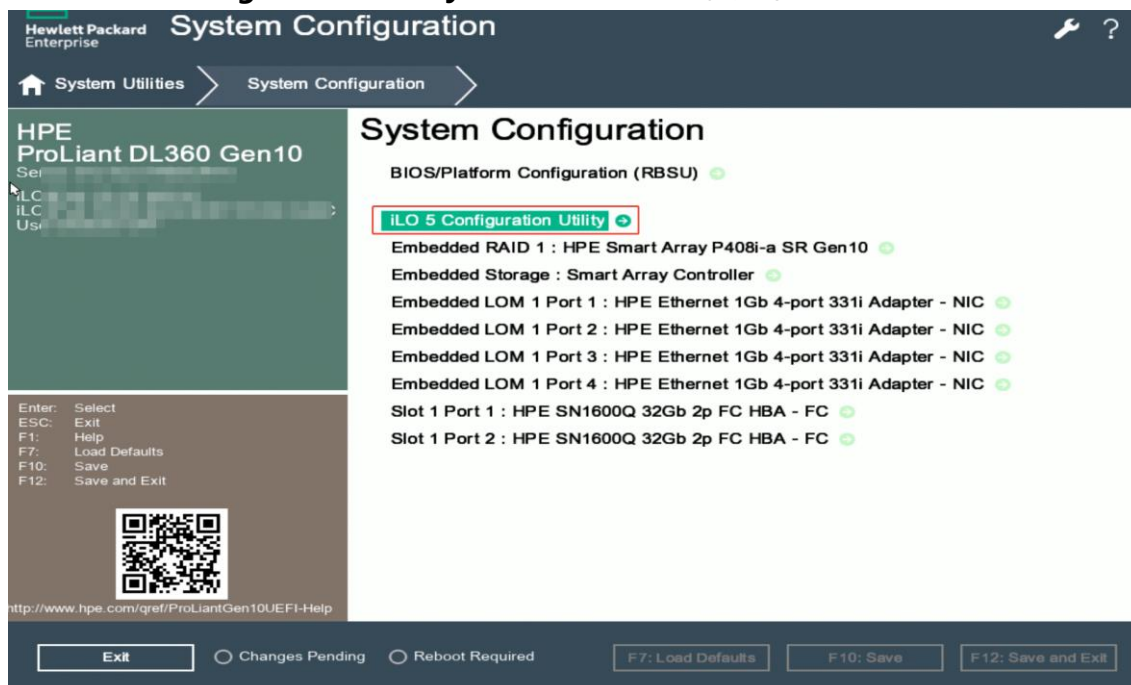 Hewlett Packard
Enterprise
System Configuration
?
System Utilities
System Configuration
HPE
ProLiant DL360 Gen10
System Configuration
BIOS/Platform Configuration (RBSU)
iLO 5 Configuration Utility
Embedded RAID 1 : HPE Smart Array P408i-a SR Gen10
Embedded Storage : Smart Array Controller
Embedded LOM 1 Port 1 : HPE Ethernet 1Gb 4-port 331i Adapter - NIC
Embedded LOM 1 Port 2 : HPE Ethernet 1Gb 4-port 331i Adapter - NIC
Embedded LOM 1 Port 3 : HPE Ethernet 1Gb 4-port 331i Adapter - NIC
Embedded LOM 1 Port 4 : HPE Ethernet 1Gb 4-port 331i Adapter - NIC
Slot 1 Port 1 : HPE SN1600Q 32Gb 2p FC HBA - FC
Slot 1 Port 2 : HPE SN1600Q 32Gb 2p FC HBA - FC
Enter: Select
ESC: Exit
F1: Help
F7: Load Defaults
F10: Save
F12: Save and Exit
http://www.hpe.com/qref/ProLiantGen10UEFI-Help
Exit
Changes Pending
Reboot Required
F7: Load Defaults
F10: Save
F12: Save and Exit